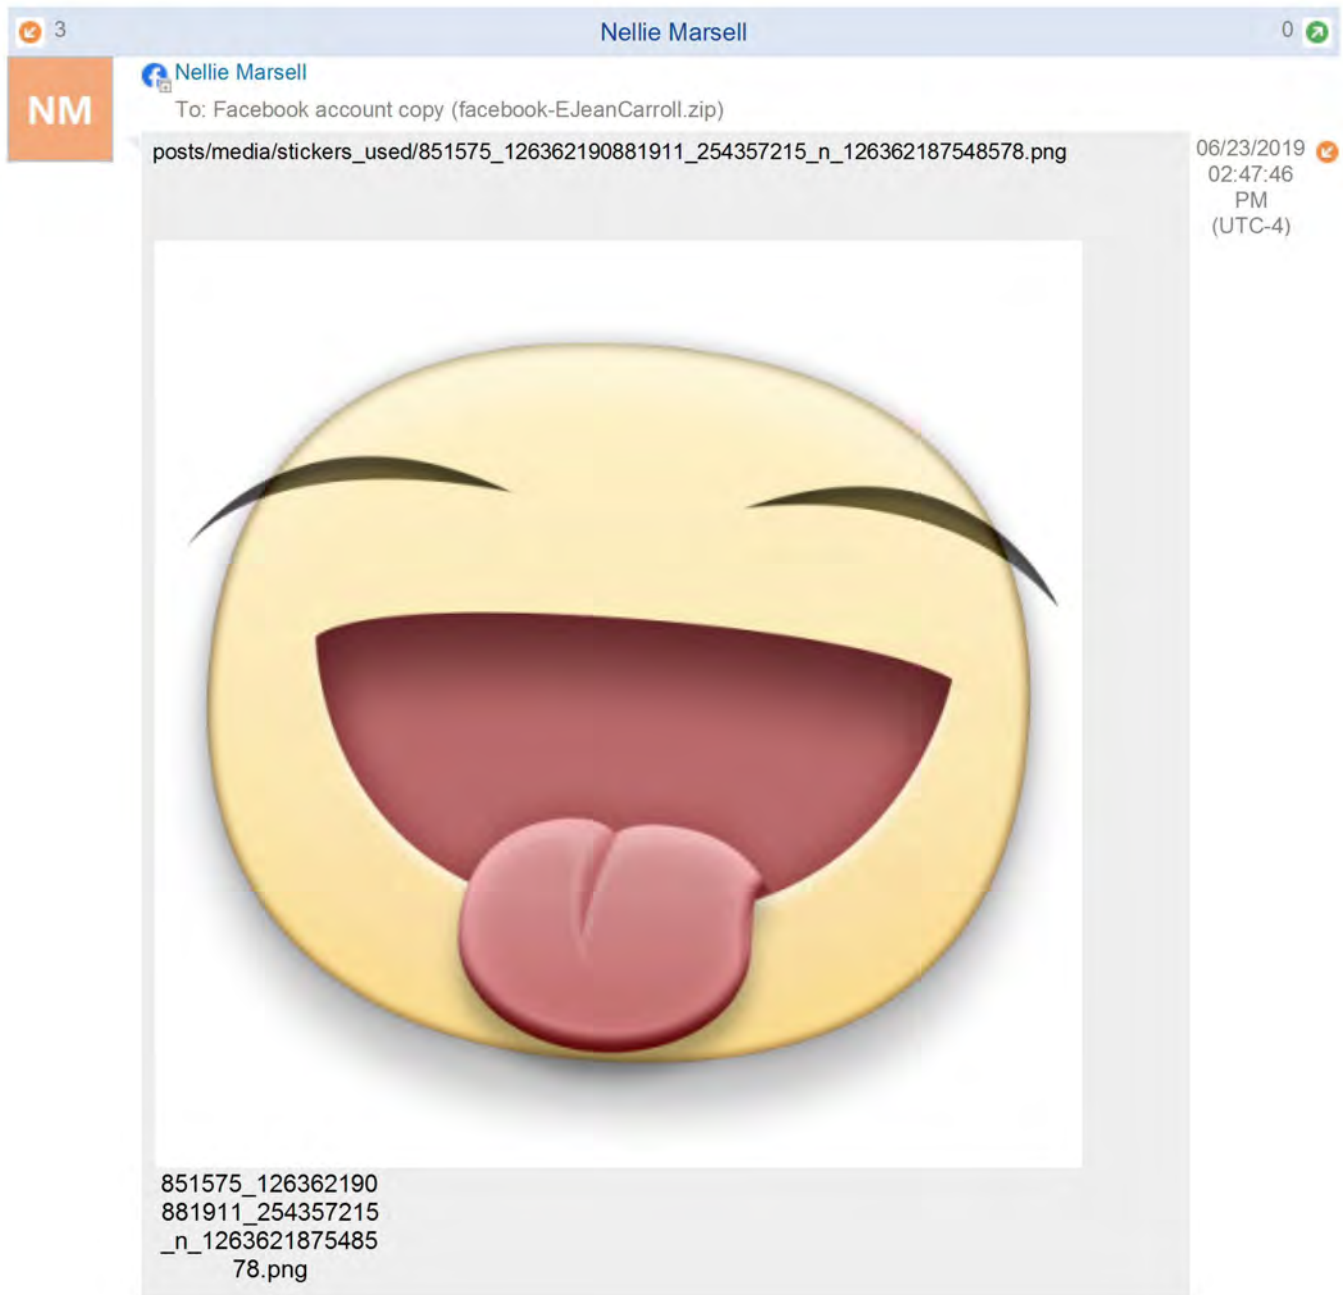 3 Nellie Marsell 0
NM
Nellie Marsell
To: Facebook account copy (facebook-EJeanCarroll.zip)
posts/media/stickers_used/851575_126362190881911_254357215_n_126362187548578.png
06/23/2019
02:47:46
PM
(UTC-4)
851575_126362190
881911_254357215
_n_1263621875485
78.png